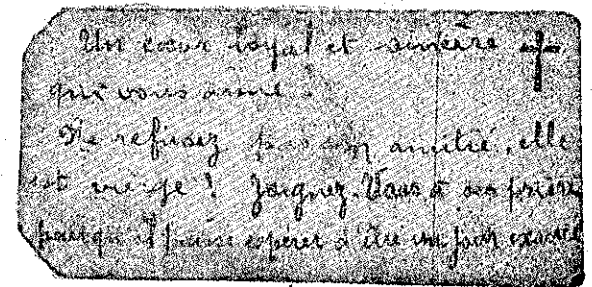 Un cœur loyal et sincère
qui vous aime.
Ne refusez pas son amitié, elle
est vierge ! Joignez-Vous à ses prière
pour qu'il puisse espérer d'être un jour exaucé